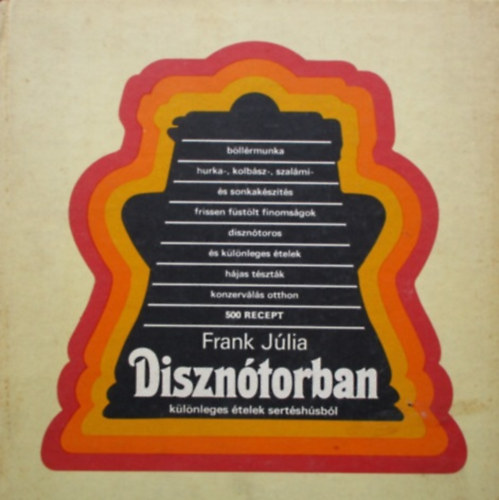 böllérmunka
hurka-, kolbász-, szalámi-
és sonkakészítés
frissen füstölt finomságok
disznótoros
és különleges ételek
hájas tészták
konzerválás otthon
500 RECEPT
Frank Júlia
Disznótorban
különleges ételek sertéshúsból